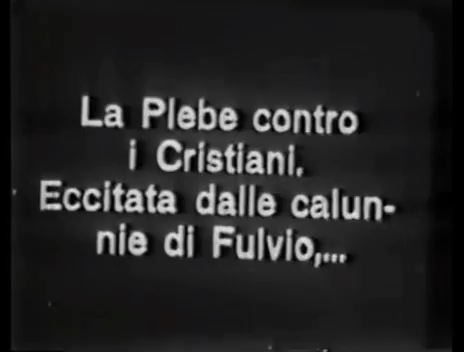 La Plebe contro
i Cristiani.
Eccitata dalle calun-
nie di Fulvio,...